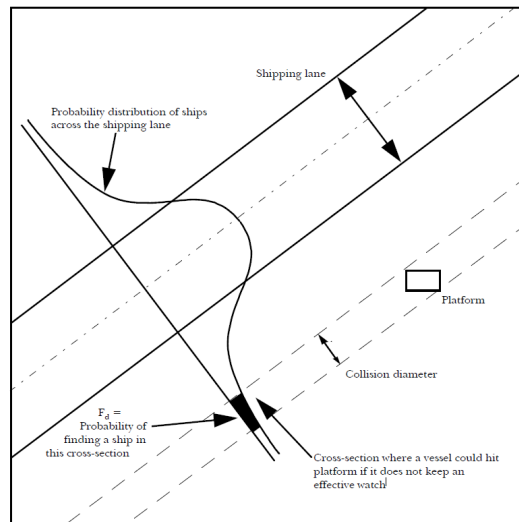 Shipping lane
Probability distribution of ships
across the shipping lane
Platform
Collision diameter
F_d =
Probability of
finding a ship in
this cross-section
Cross-section where a vessel could hit
platform if it does not keep an
effective watch